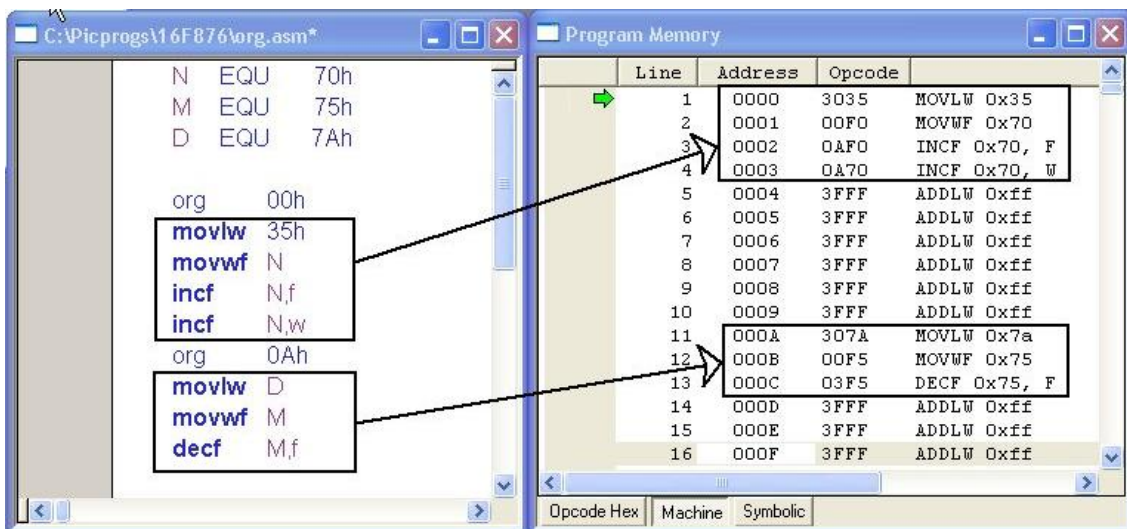 C:\Picprogs\16F876\org.asm*
N EQU 70h
M EQU 75h
D EQU 7Ah
org 00h
movlw 35h
movwf N
incf N,f
incf N,w
org 0Ah
movlw D
movwf M
decf M,f
Program Memory
Line Address Opcode
1 0000 3035 MOVLW 0x35
2 0001 00F0 MOVWF 0x70
3 0002 0AF0 INCF 0x70, F
4 0003 0A70 INCF 0x70, W
5 0004 3FFF ADDLW 0xff
6 0005 3FFF ADDLW 0xff
7 0006 3FFF ADDLW 0xff
8 0007 3FFF ADDLW 0xff
9 0008 3FFF ADDLW 0xff
10 0009 3FFF ADDLW 0xff
11 000A 307A MOVLW 0x7a
12 000B 00F5 MOVWF 0x75
13 000C 03F5 DECF 0x75, F
14 000D 3FFF ADDLW 0xff
15 000E 3FFF ADDLW 0xff
16 000F 3FFF ADDLW 0xff
Opcode Hex Machine Symbolic